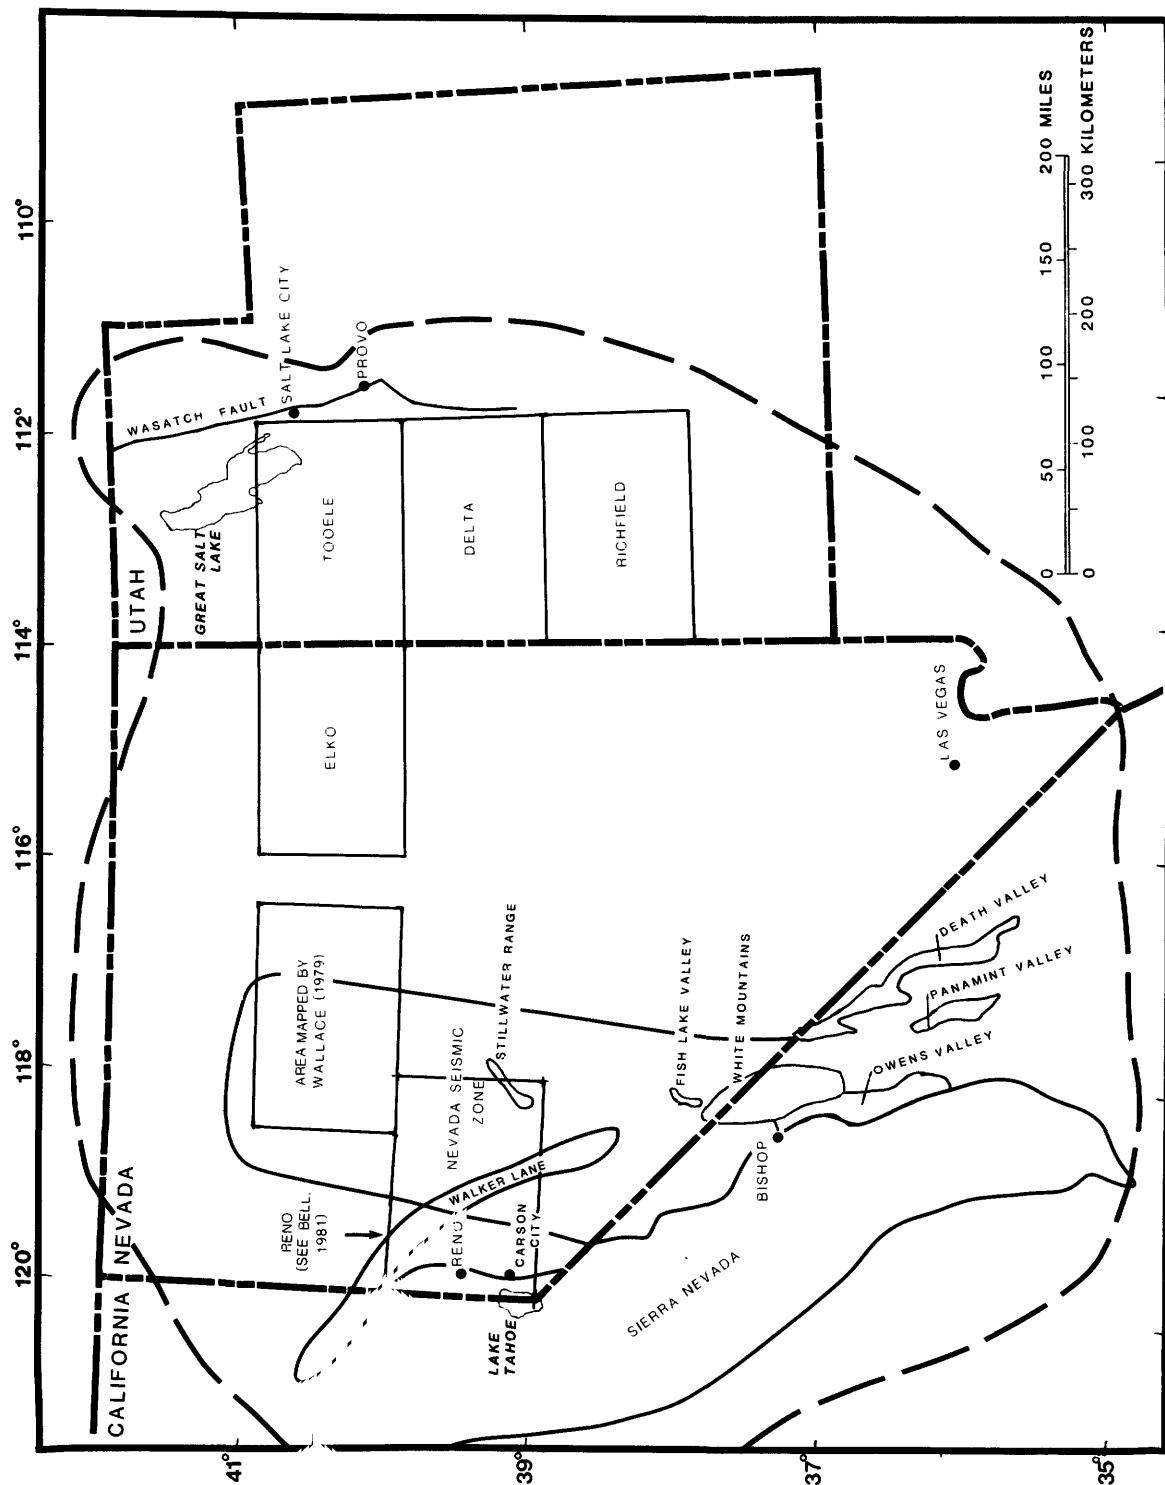 120°
118°
116°
114°
112°
110°
41°
39°
37°
35°
CALIFORNIA
NEVADA
UTAH
GREAT SALT
LAKE
WASATCH FAULT
SALT LAKE CITY
PROVO
ELKO
TOOELE
DELTA
RICHFIELD
AREA MAPPED BY
WALLACE (1979)
RENO
(SEE BELL,
1981)
NEVADA SEISMIC
ZONE
STILLWATER RANGE
WALKER LANE
RENO
CARSON
CITY
LAKE
TAHOE
FISH LAKE VALLEY
WHITE MOUNTAINS
BISHOP
SIERRA NEVADA
OWENS VALLEY
PANAMINT VALLEY
DEATH VALLEY
LAS VEGAS
0 50 100 150 200 MILES
0 100 200 300 KILOMETERS